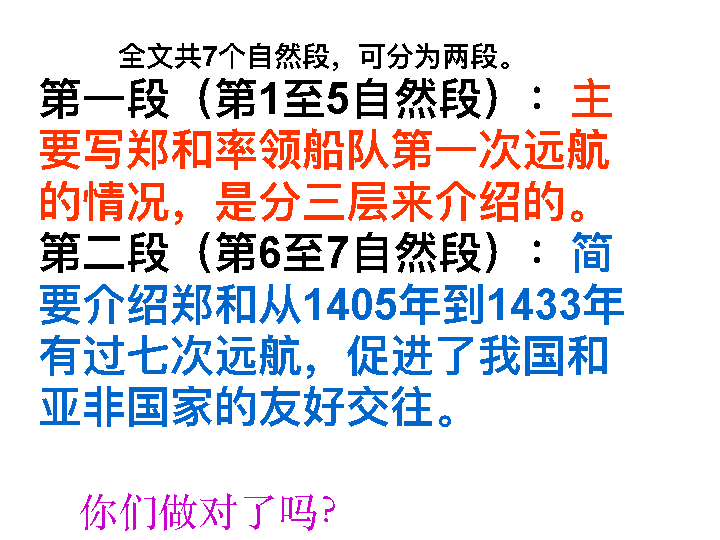 全文共7个自然段，可分为两段。
第一段（第1至5自然段）：主
要写郑和率领船队第一次远航
的情况，是分三层来介绍的。
第二段（第6至7自然段）：简
要介绍郑和从1405年到1433年
有过七次远航，促进了我国和
亚非国家的友好交往。
你们做对了吗?